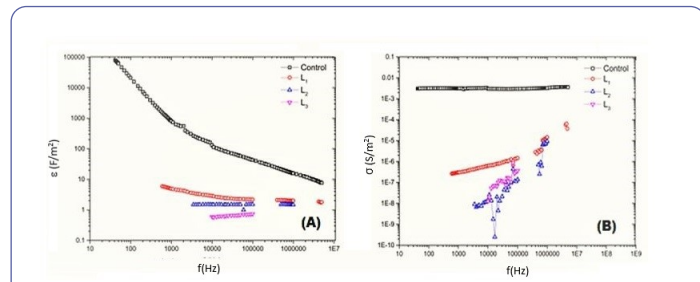 100000
10000
1000
100
10
1
0.1
ε (F/m²)
Control
L₁
L₂
L₃
(A)
100
1000
10000
100000
1000000
1E7
f(Hz)
0.1
0.01
1E-3
1E-4
1E-5
1E-6
1E-7
1E-8
1E-9
1E-10
σ (S/m²)
Control
L₁
L₂
L₃
(B)
100
1000
10000
100000
1000000
1E7
1E8
1E9
f(Hz)